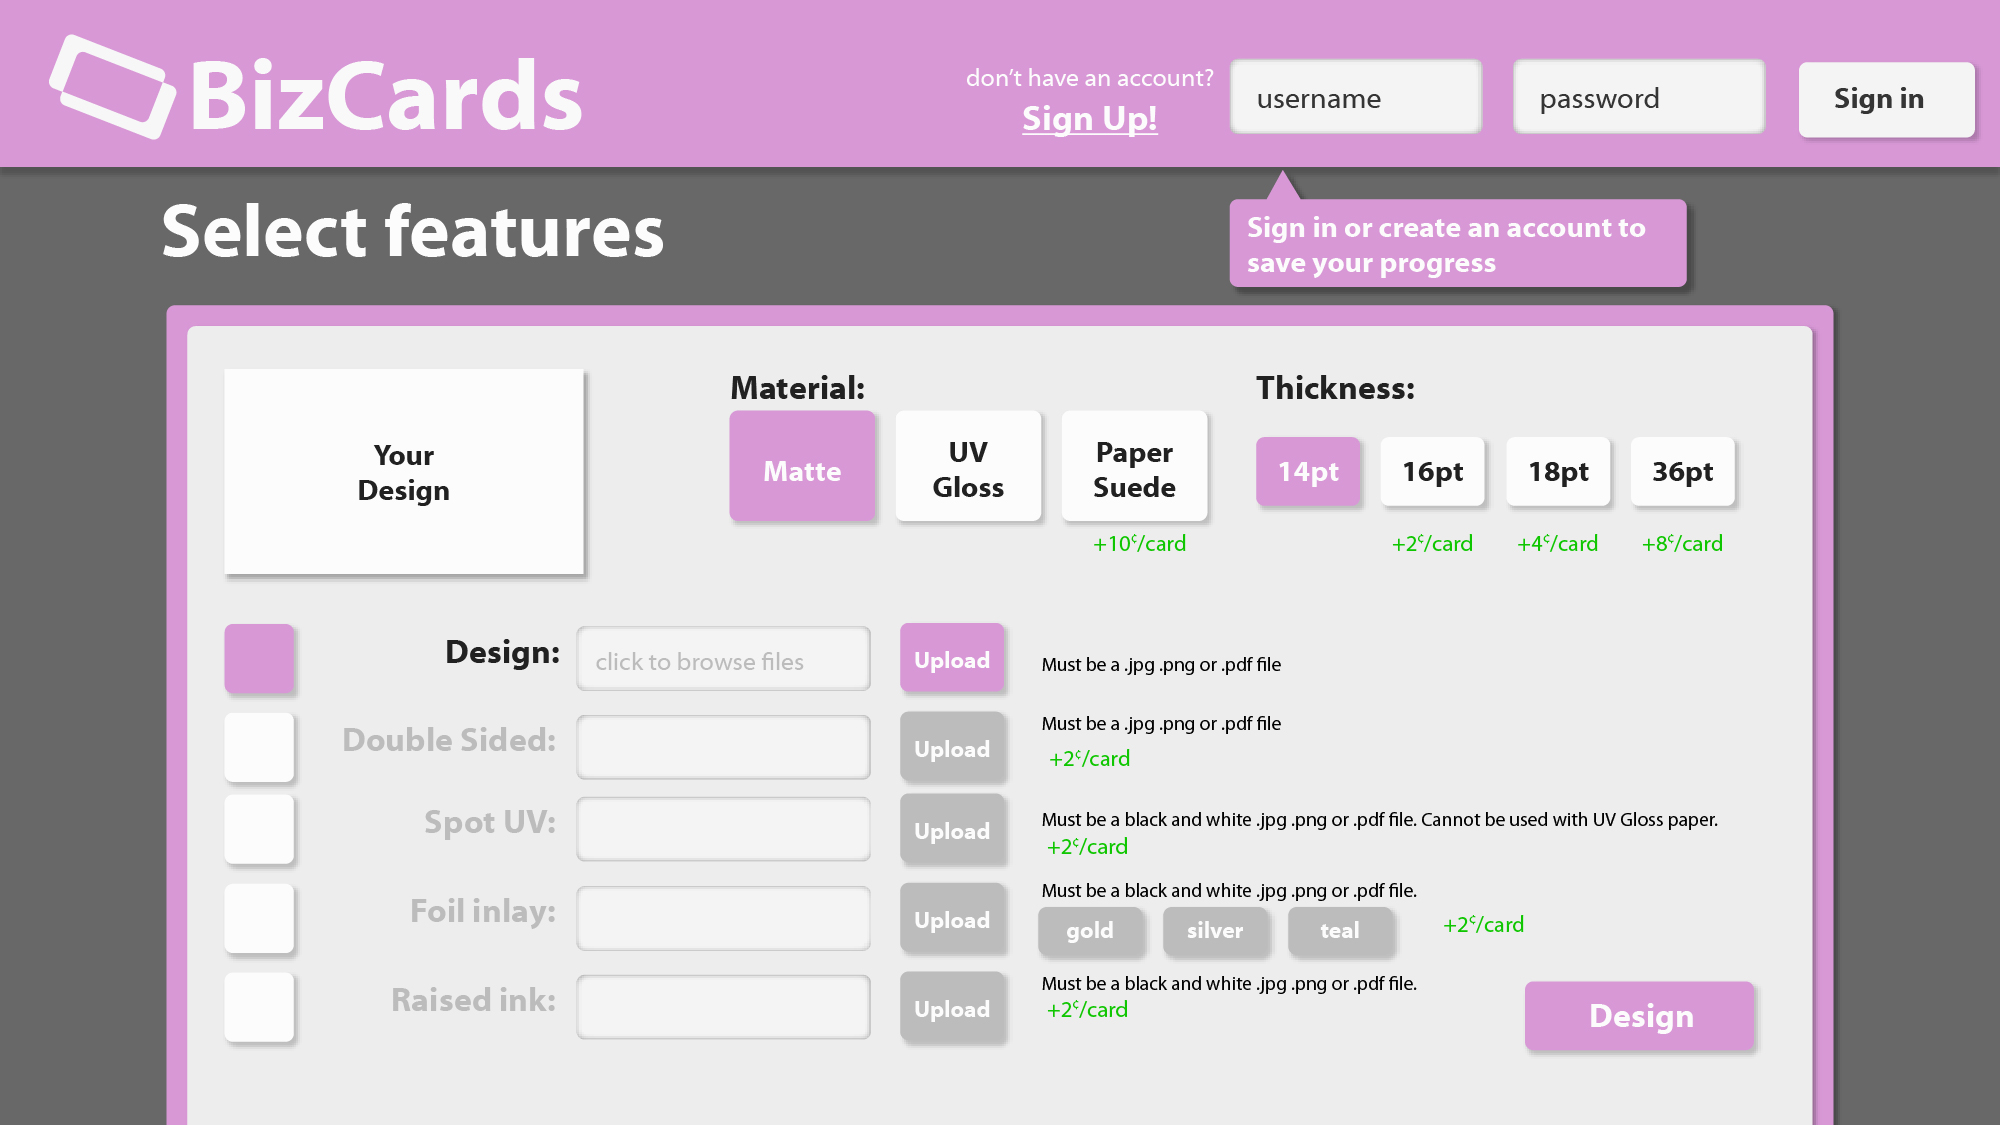 BizCards
don't have an account?
Sign Up!
username
password
Sign in
Select features
Sign in or create an account to
save your progress
Your
Design
Material:
Matte
UV
Gloss
Paper
Suede
+10¢/card
Thickness:
14pt
16pt
18pt
36pt
+2¢/card
+4¢/card
+8¢/card
Design:
click to browse files
Upload
Must be a .jpg .png or .pdf file
Double Sided:
Upload
Must be a .jpg .png or .pdf file
+2¢/card
Spot UV:
Upload
Must be a black and white .jpg .png or .pdf file. Cannot be used with UV Gloss paper.
+2¢/card
Foil inlay:
Upload
Must be a black and white .jpg .png or .pdf file.
gold
silver
teal
+2¢/card
Raised ink:
Upload
Must be a black and white .jpg .png or .pdf file.
+2¢/card
Design